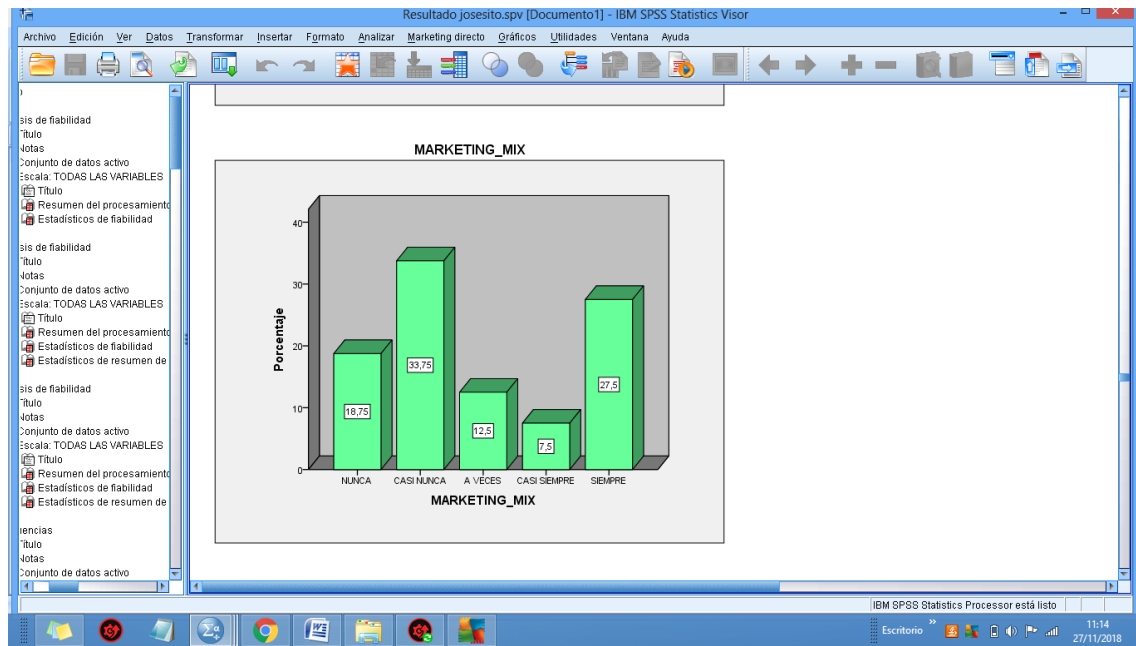 Resultado josesito.spv [Documento1] - IBM SPSS Statistics Visor
Archivo Edición Ver Datos Transformar Insertar Formato Analizar Marketing directo Gráficos Utilidades Ventana Ayuda
sis de fiabilidad
Título
Notas
Conjunto de datos activo
Escala: TODAS LAS VARIABLES
Título
Resumen del procesamiento
Estadísticos de fiabilidad
sis de fiabilidad
Título
Notas
Conjunto de datos activo
Escala: TODAS LAS VARIABLES
Título
Resumen del procesamiento
Estadísticos de fiabilidad
Estadísticos de resumen de
sis de fiabilidad
Título
Notas
Conjunto de datos activo
Escala: TODAS LAS VARIABLES
Título
Resumen del procesamiento
Estadísticos de fiabilidad
Estadísticos de resumen de
iencias
Título
Notas
Conjunto de datos activo
MARKETING_MIX
Porcentaje
40
30
20
10
0
18,75
33,75
12,5
7,5
27,5
NUNCA CASI NUNCA A VECES CASI SIEMPRE SIEMPRE
MARKETING_MIX
IBM SPSS Statistics Processor está listo
Escritorio
11:14
27/11/2018